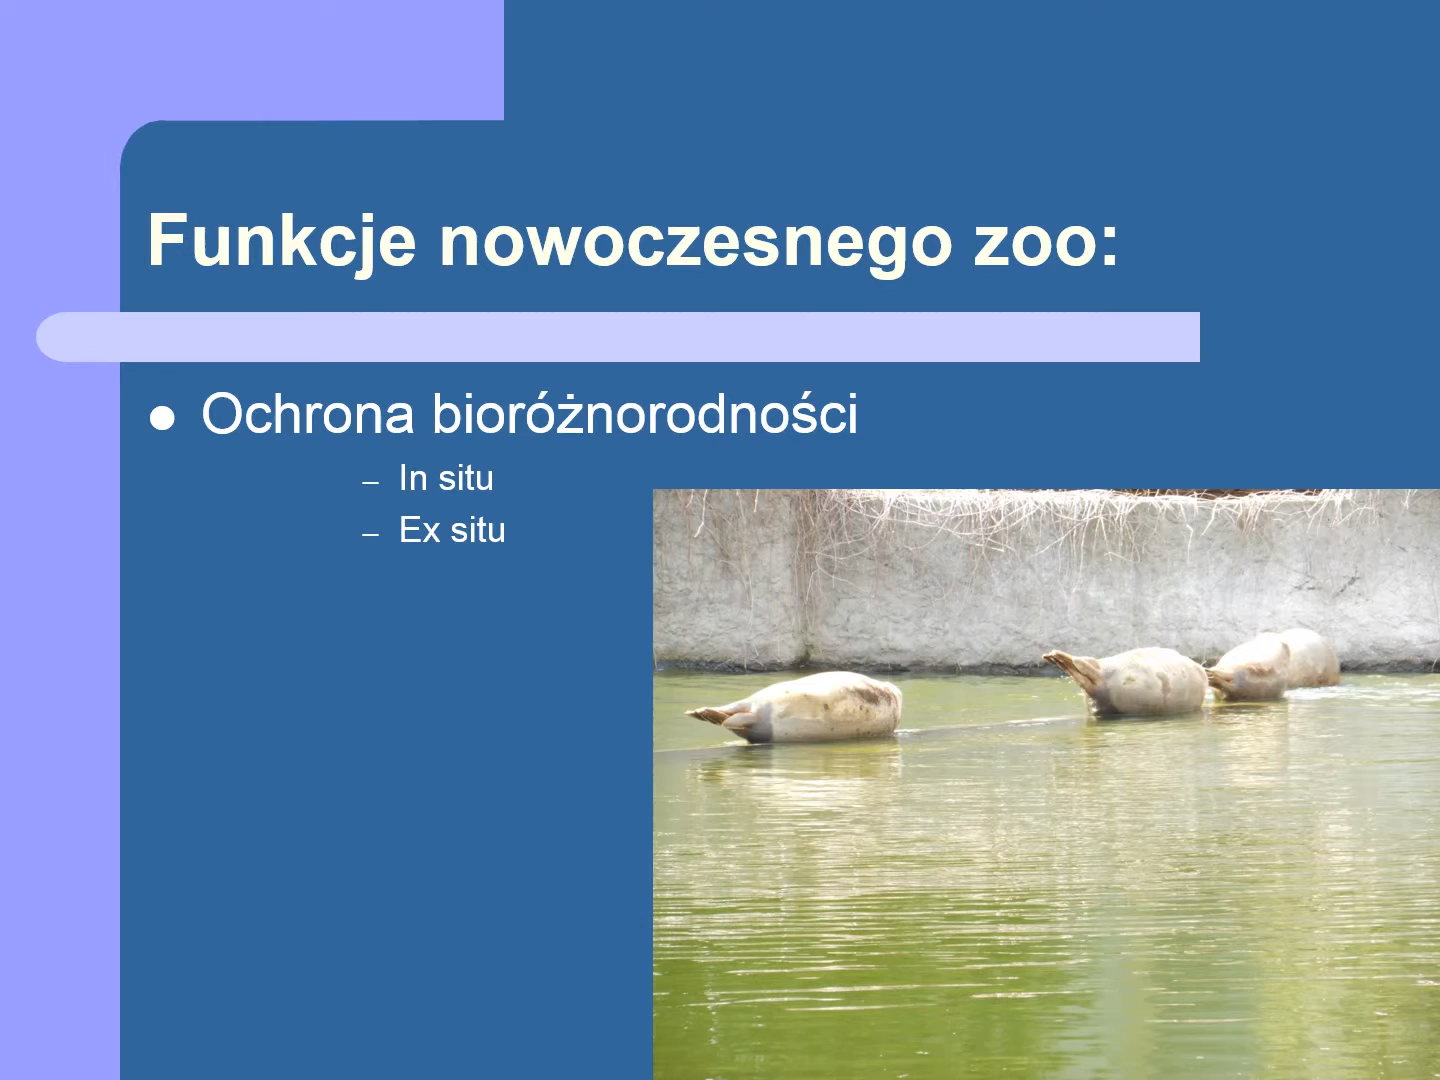 Funkcje nowoczesnego zoo:
● Ochrona bioróżnorodności
– In situ
– Ex situ